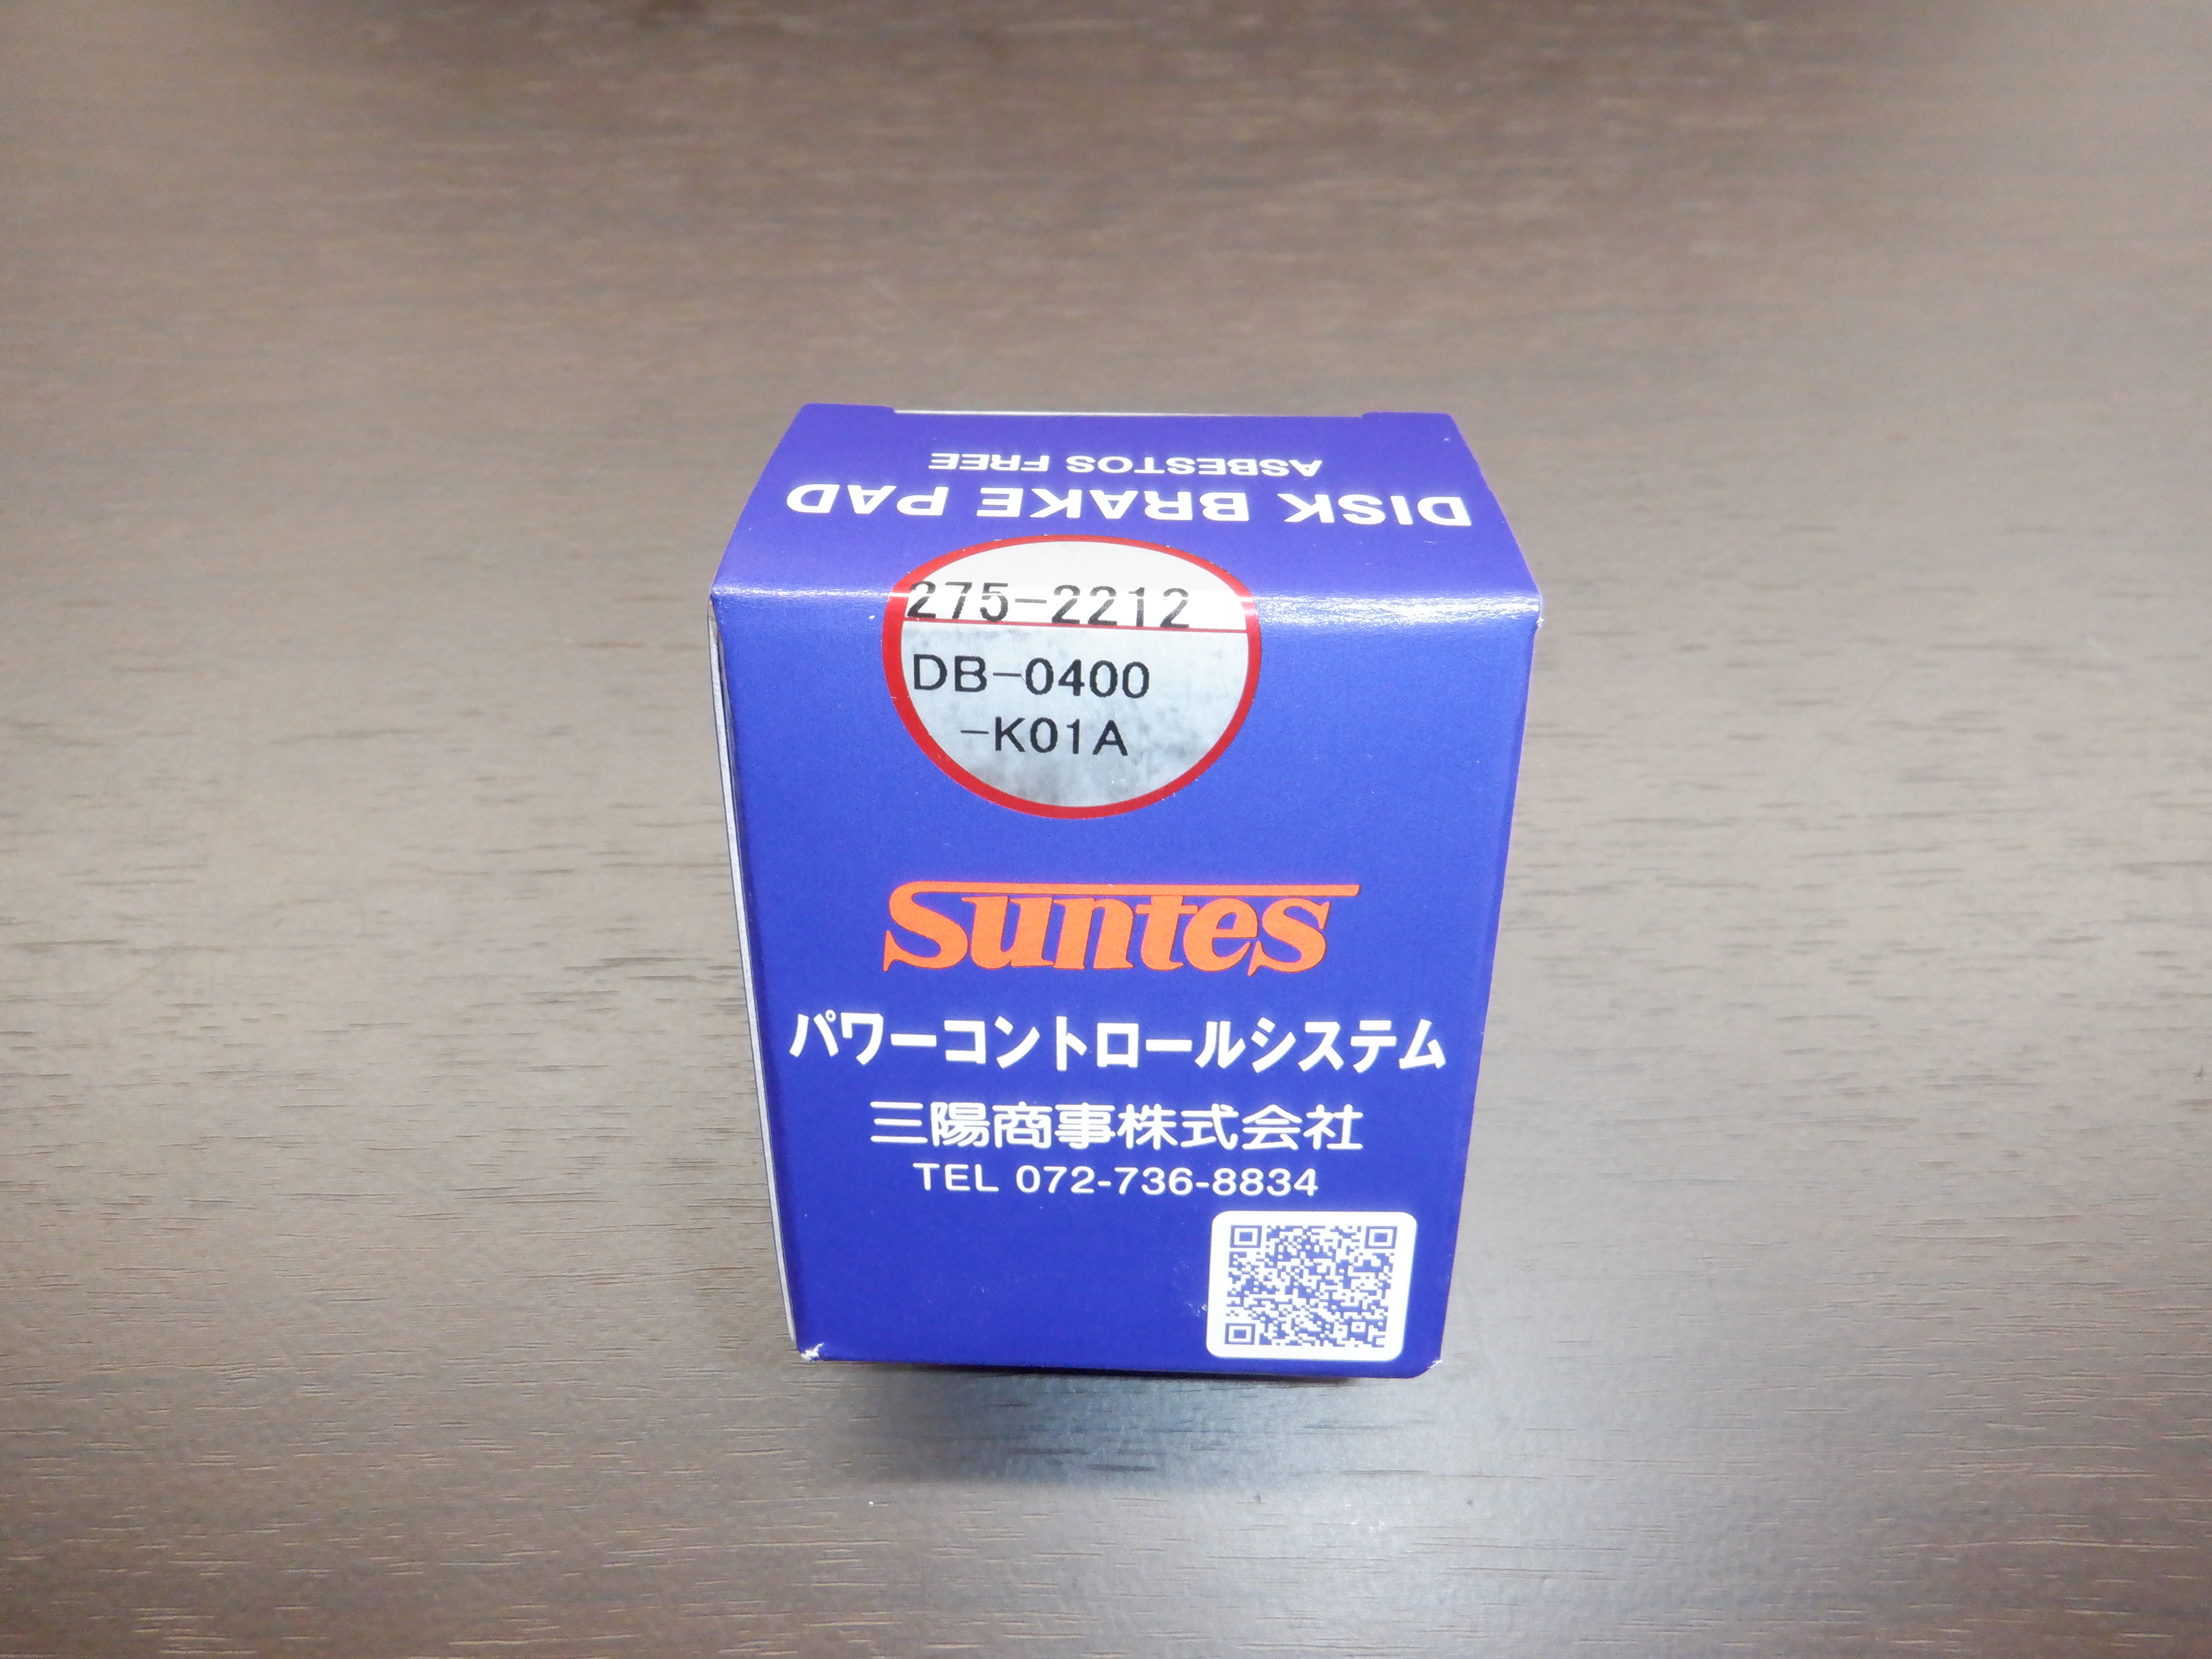 DISK BRAKE PAD
ASBESTOS FREE
275-2212
DB-0400
-K01A
Suntes
パワーコントロールシステム
三陽商事株式会社
TEL 072-736-8834